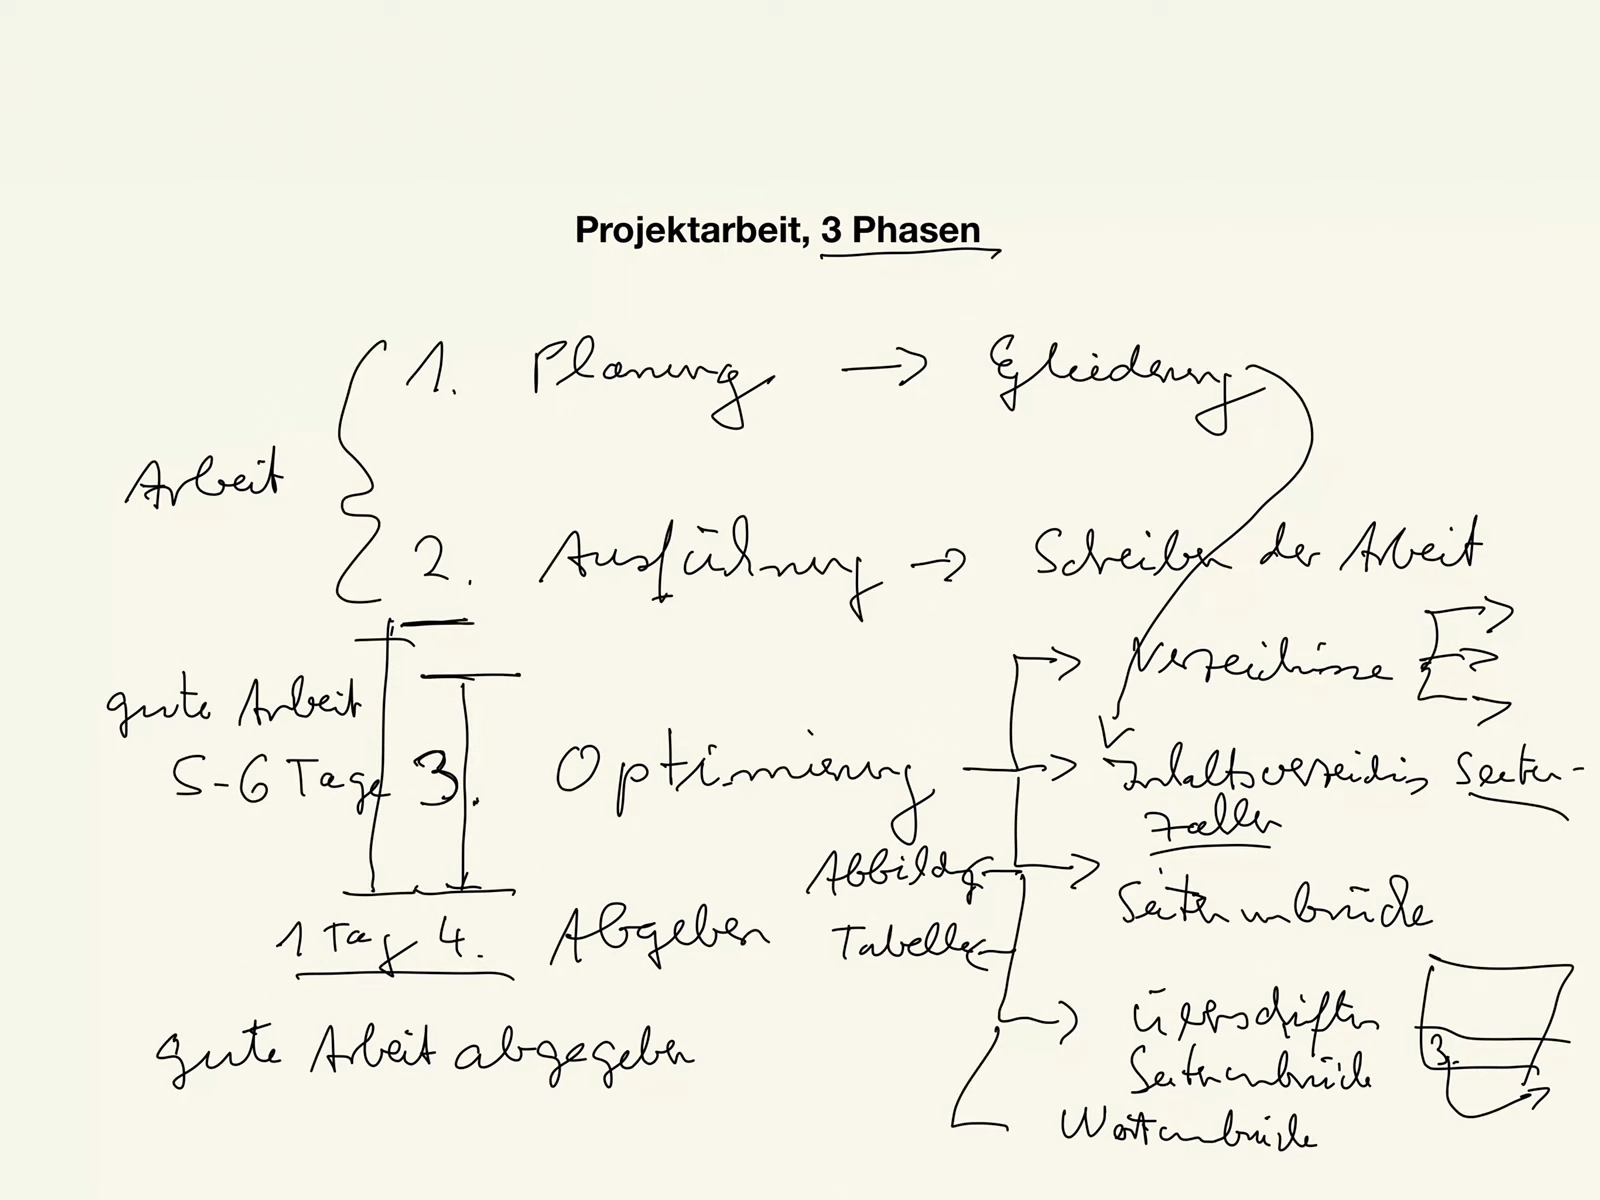 Projektarbeit, 3 Phasen
1. Planung → Gliederung
Arbeit
2. Ausführung → Schreiben der Arbeit
Verzeichnisse
gute Arbeit
5-6 Tage 3. Optimierung → Inhaltsverzeichnis Seiten-
zahlen
Abbildg
Seitenumbrüche
1 Tag 4. Abgeben
Tabellen
Überschriften
3.
gute Arbeit abgegeben
Seitenumbrüche
Wortumbrüche